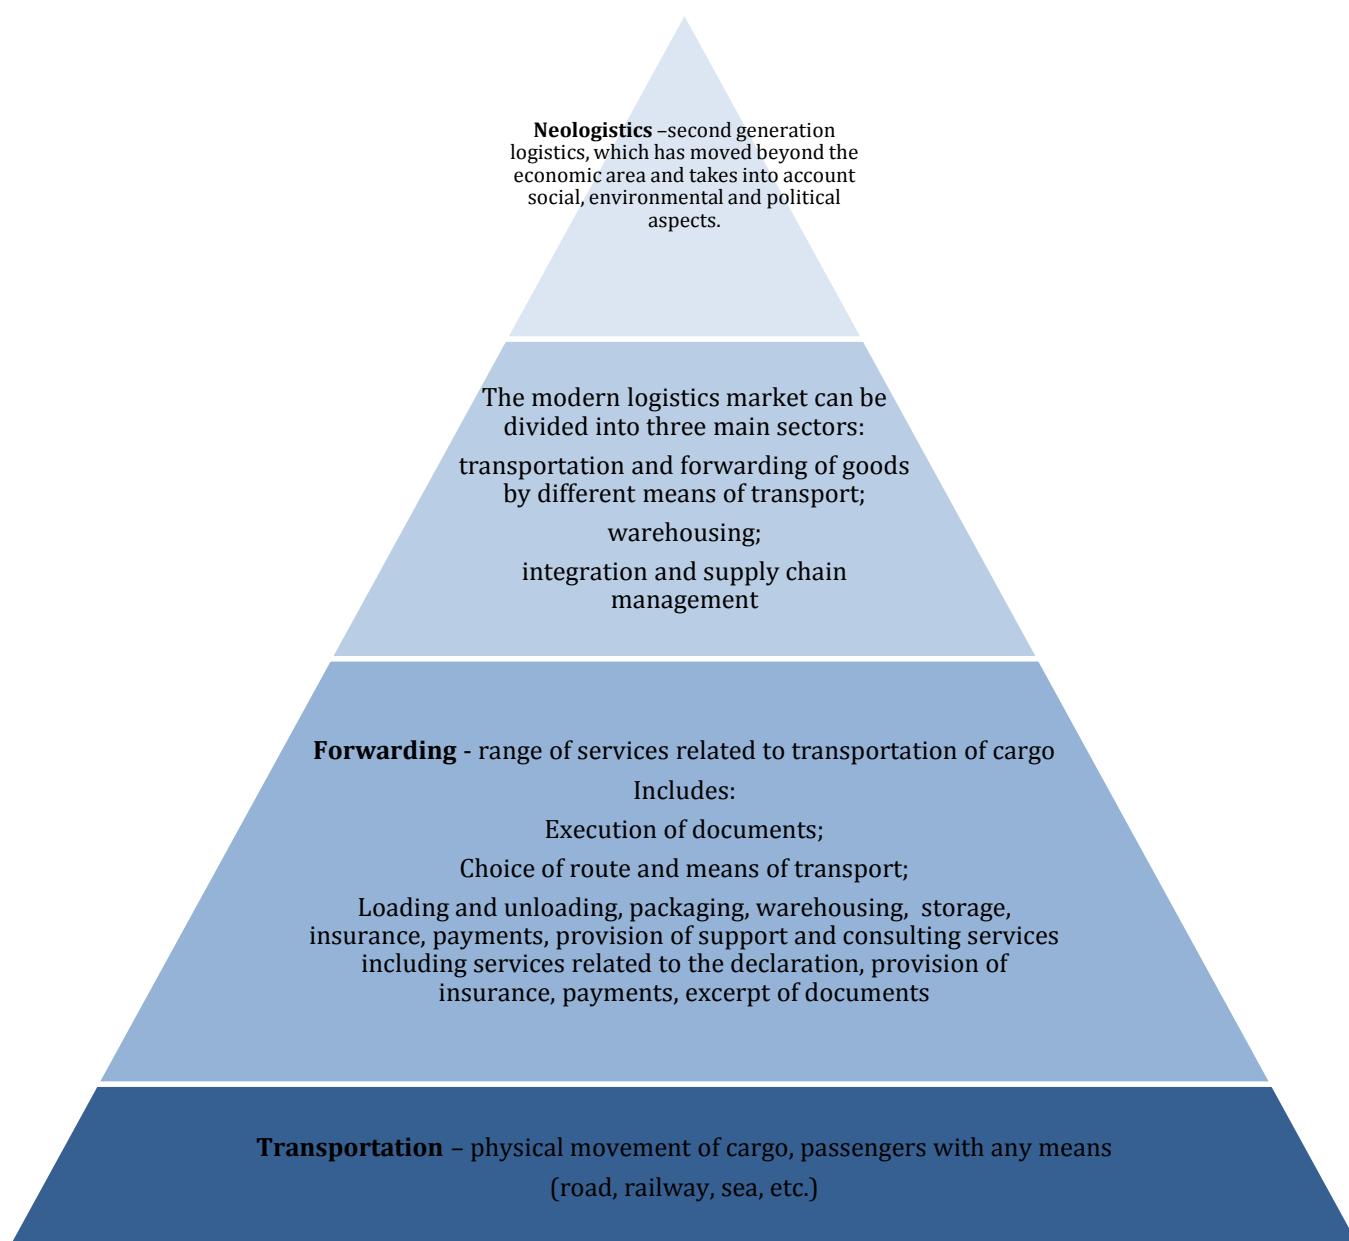 Neologistics –second generation
logistics, which has moved beyond the
economic area and takes into account
social, environmental and political
aspects.
The modern logistics market can be
divided into three main sectors:
transportation and forwarding of goods
by different means of transport;
warehousing;
integration and supply chain
management
Forwarding - range of services related to transportation of cargo
Includes:
Execution of documents;
Choice of route and means of transport;
Loading and unloading, packaging, warehousing,  storage,
insurance, payments, provision of support and consulting services
including services related to the declaration, provision of
insurance, payments, excerpt of documents
Transportation – physical movement of cargo, passengers with any means
(road, railway, sea, etc.)